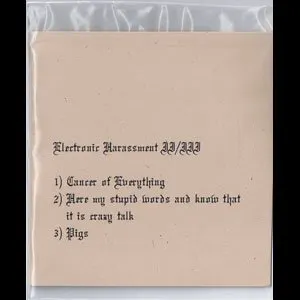 Electronic Harassment II/III
1) Cancer of Everything
2) Here my stupid words and know that
it is crazy talk
3) Pigs